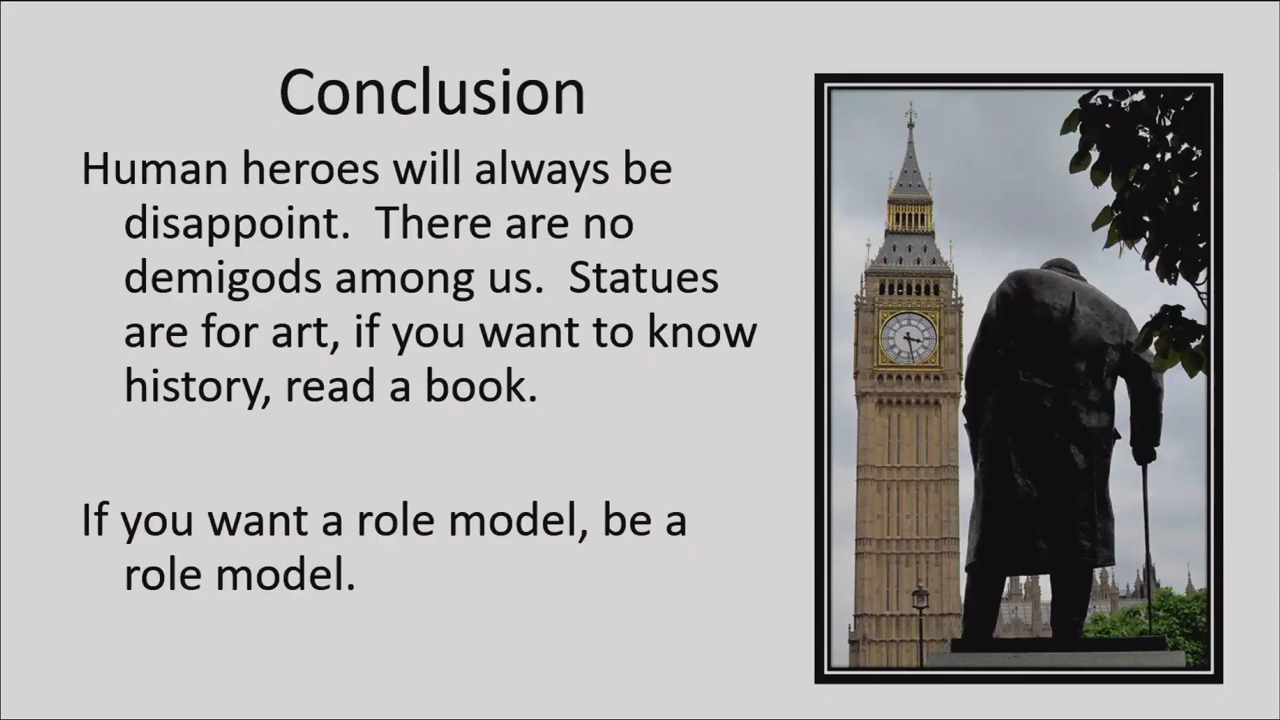 Conclusion
Human heroes will always be
disappoint.  There are no
demigods among us.  Statues
are for art, if you want to know
history, read a book.
If you want a role model, be a
role model.